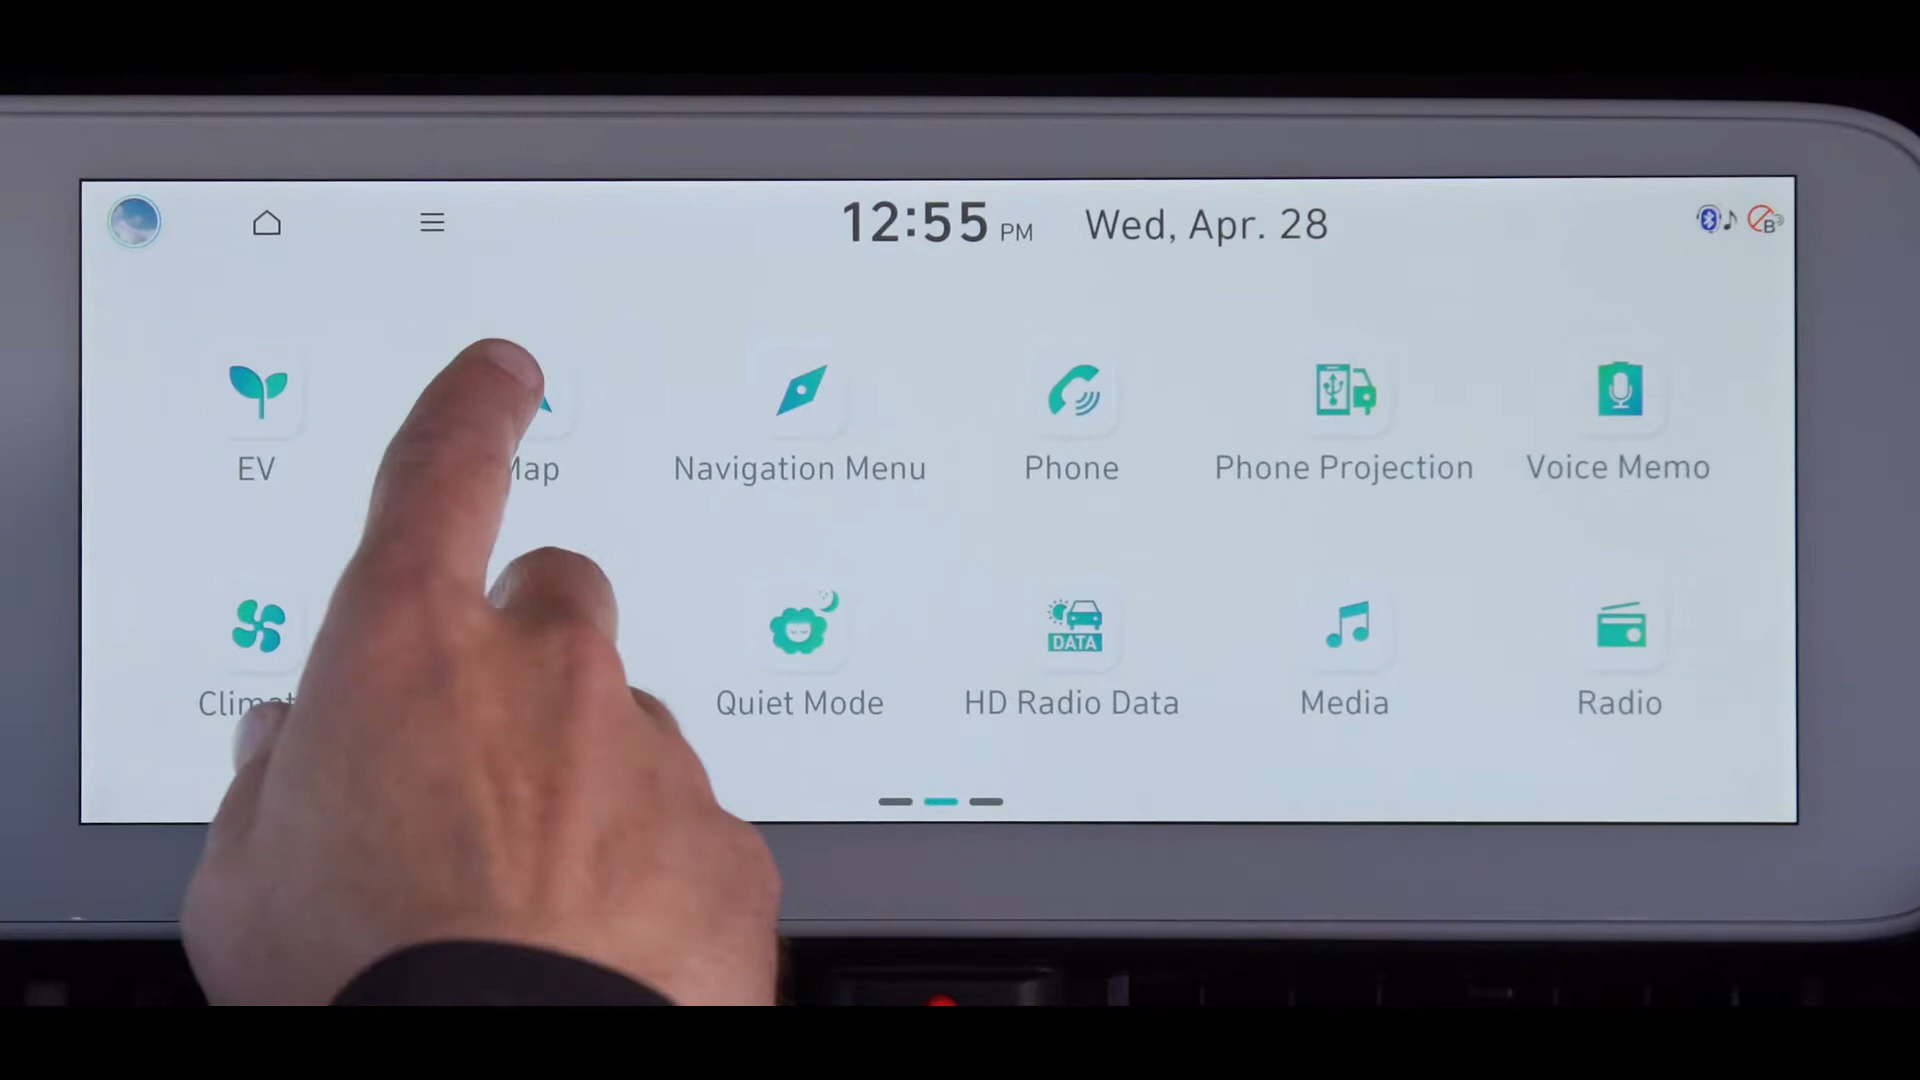 12:55 PM Wed, Apr. 28
EV
Map
Navigation Menu
Phone
Phone Projection
Voice Memo
Quiet Mode
DATA
HD Radio Data
Media
Radio